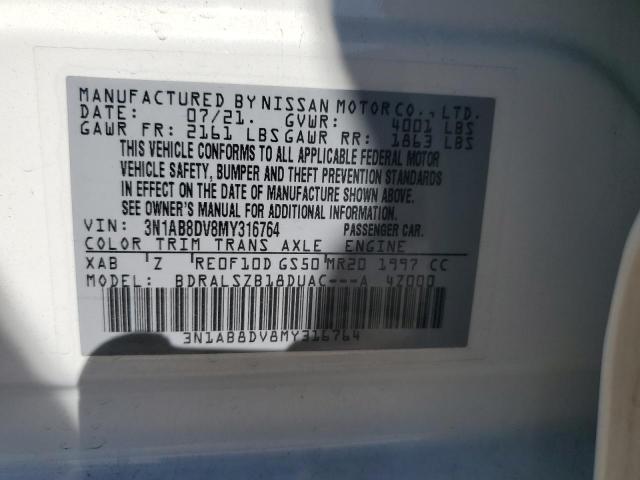 MANUFACTURED BY NISSAN MOTOR CO., LTD.
DATE: 07/21. GVWR: 4001 LBS
GAWR FR: 2161 LBS GAWR RR: 1863 LBS
THIS VEHICLE CONFORMS TO ALL APPLICABLE FEDERAL MOTOR
VEHICLE SAFETY, BUMPER AND THEFT PREVENTION STANDARDS
IN EFFECT ON THE DATE OF MANUFACTURE SHOWN ABOVE.
SEE OWNER'S MANUAL FOR ADDITIONAL INFORMATION.
VIN: 3N1AB8DV8MY316764 PASSENGER CAR.
COLOR TRIM TRANS AXLE ENGINE
XAB Z RE0F10D GS50 MR20 1997 CC
MODEL: BDRALSZB18DUAC---A 4Z000
3N1AB8DV8MY316764